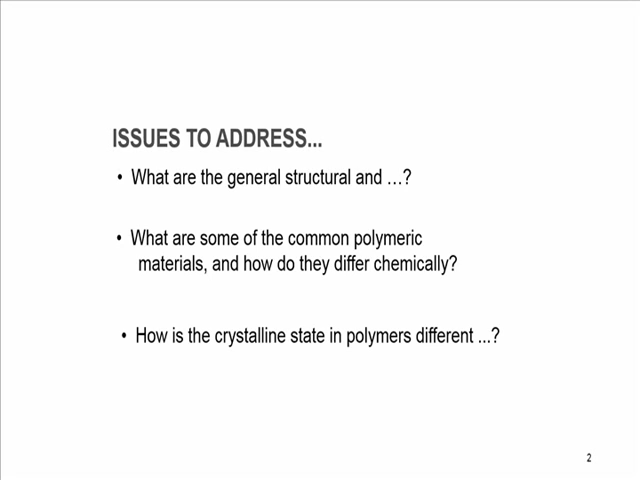 ISSUES TO ADDRESS...
• What are the general structural and …?
• What are some of the common polymeric
materials, and how do they differ chemically?
• How is the crystalline state in polymers different ...?
2